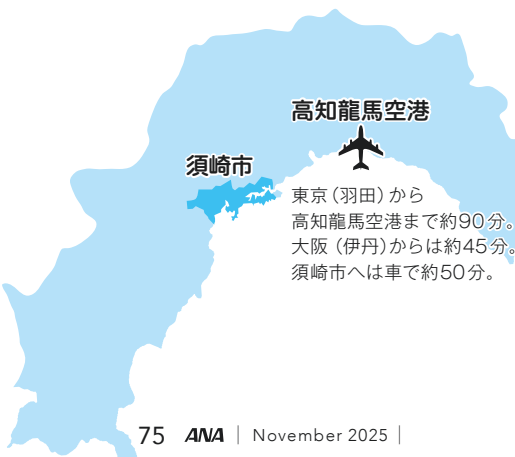 高知龍馬空港
須崎市
東京（羽田）から
高知龍馬空港まで約90分。
大阪（伊丹）からは約45分。
須崎市へは車で約50分。
75 ANA | November 2025 |